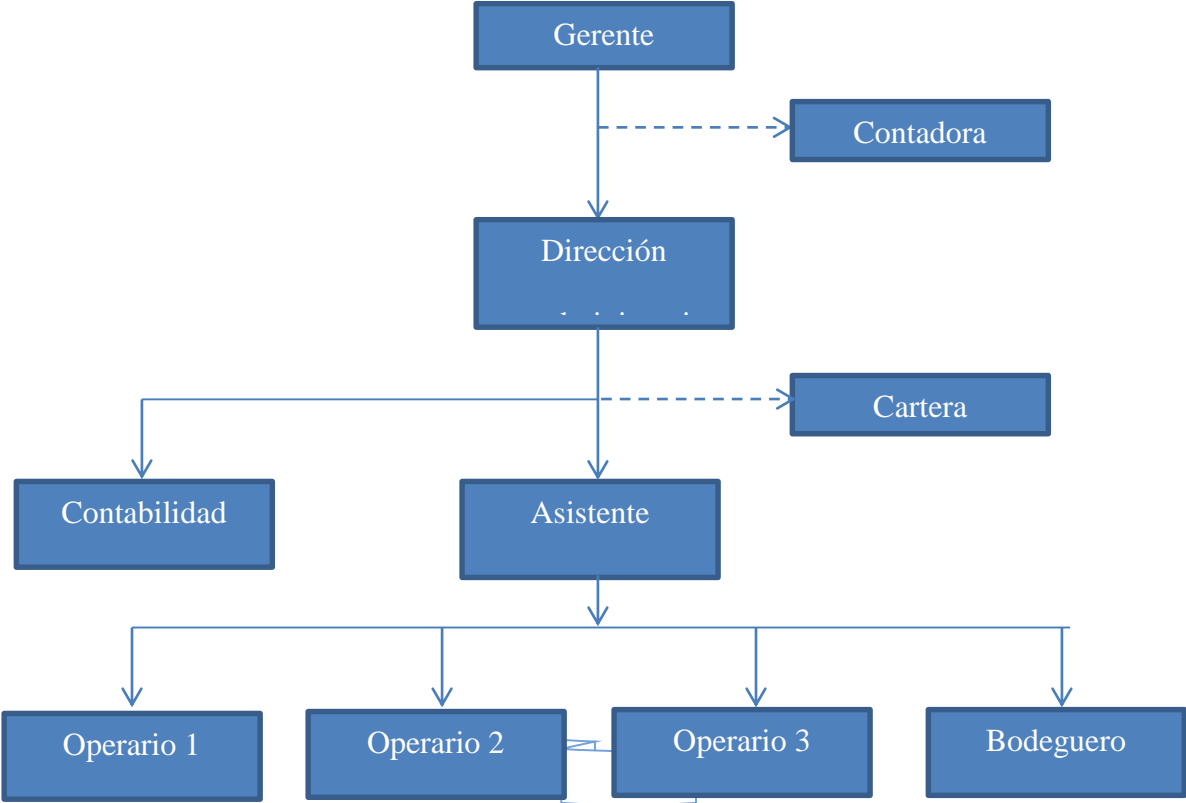 Gerente
Contadora
Dirección
Cartera
Contabilidad
Asistente
Operario 1
Operario 2
Operario 3
Bodeguero